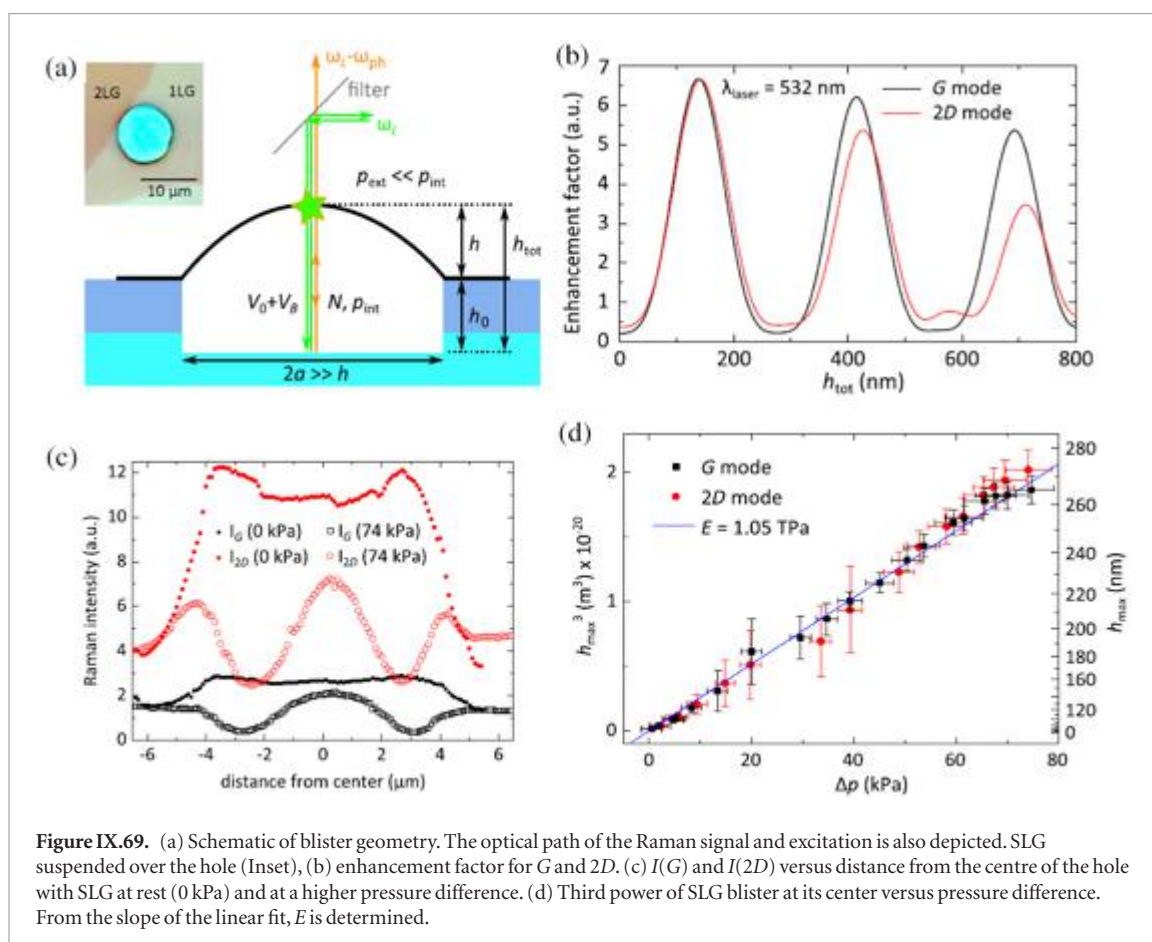 (a)
2LG 1LG
10 μm
ω_L-ω_ph
filter
ω_L
p_ext << p_int
h
h_tot
V_0+V_B
N, p_int
h_0
2a >> h
(b)
λ_laser = 532 nm
G mode
2D mode
Enhancement factor (a.u.)
7
6
5
4
3
2
1
0
0 200 400 600 800
h_tot (nm)
(c)
Raman intensity (a.u.)
12
10
8
6
4
2
0
I_G (0 kPa) I_G (74 kPa)
I_2D (0 kPa) I_2D (74 kPa)
-6 -4 -2 0 2 4 6
distance from center (μm)
(d)
G mode
2D mode
E = 1.05 TPa
h_max^3 (m^3) x 10^-20
2
1
0
0 20 40 60 80
Δp (kPa)
280
260
240
220
200
180
160
120
0
h_max (nm)
Figure IX.69. (a) Schematic of blister geometry. The optical path of the Raman signal and excitation is also depicted. SLG
suspended over the hole (Inset), (b) enhancement factor for G and 2D. (c) I(G) and I(2D) versus distance from the centre of the hole
with SLG at rest (0 kPa) and at a higher pressure difference. (d) Third power of SLG blister at its center versus pressure difference.
From the slope of the linear fit, E is determined.